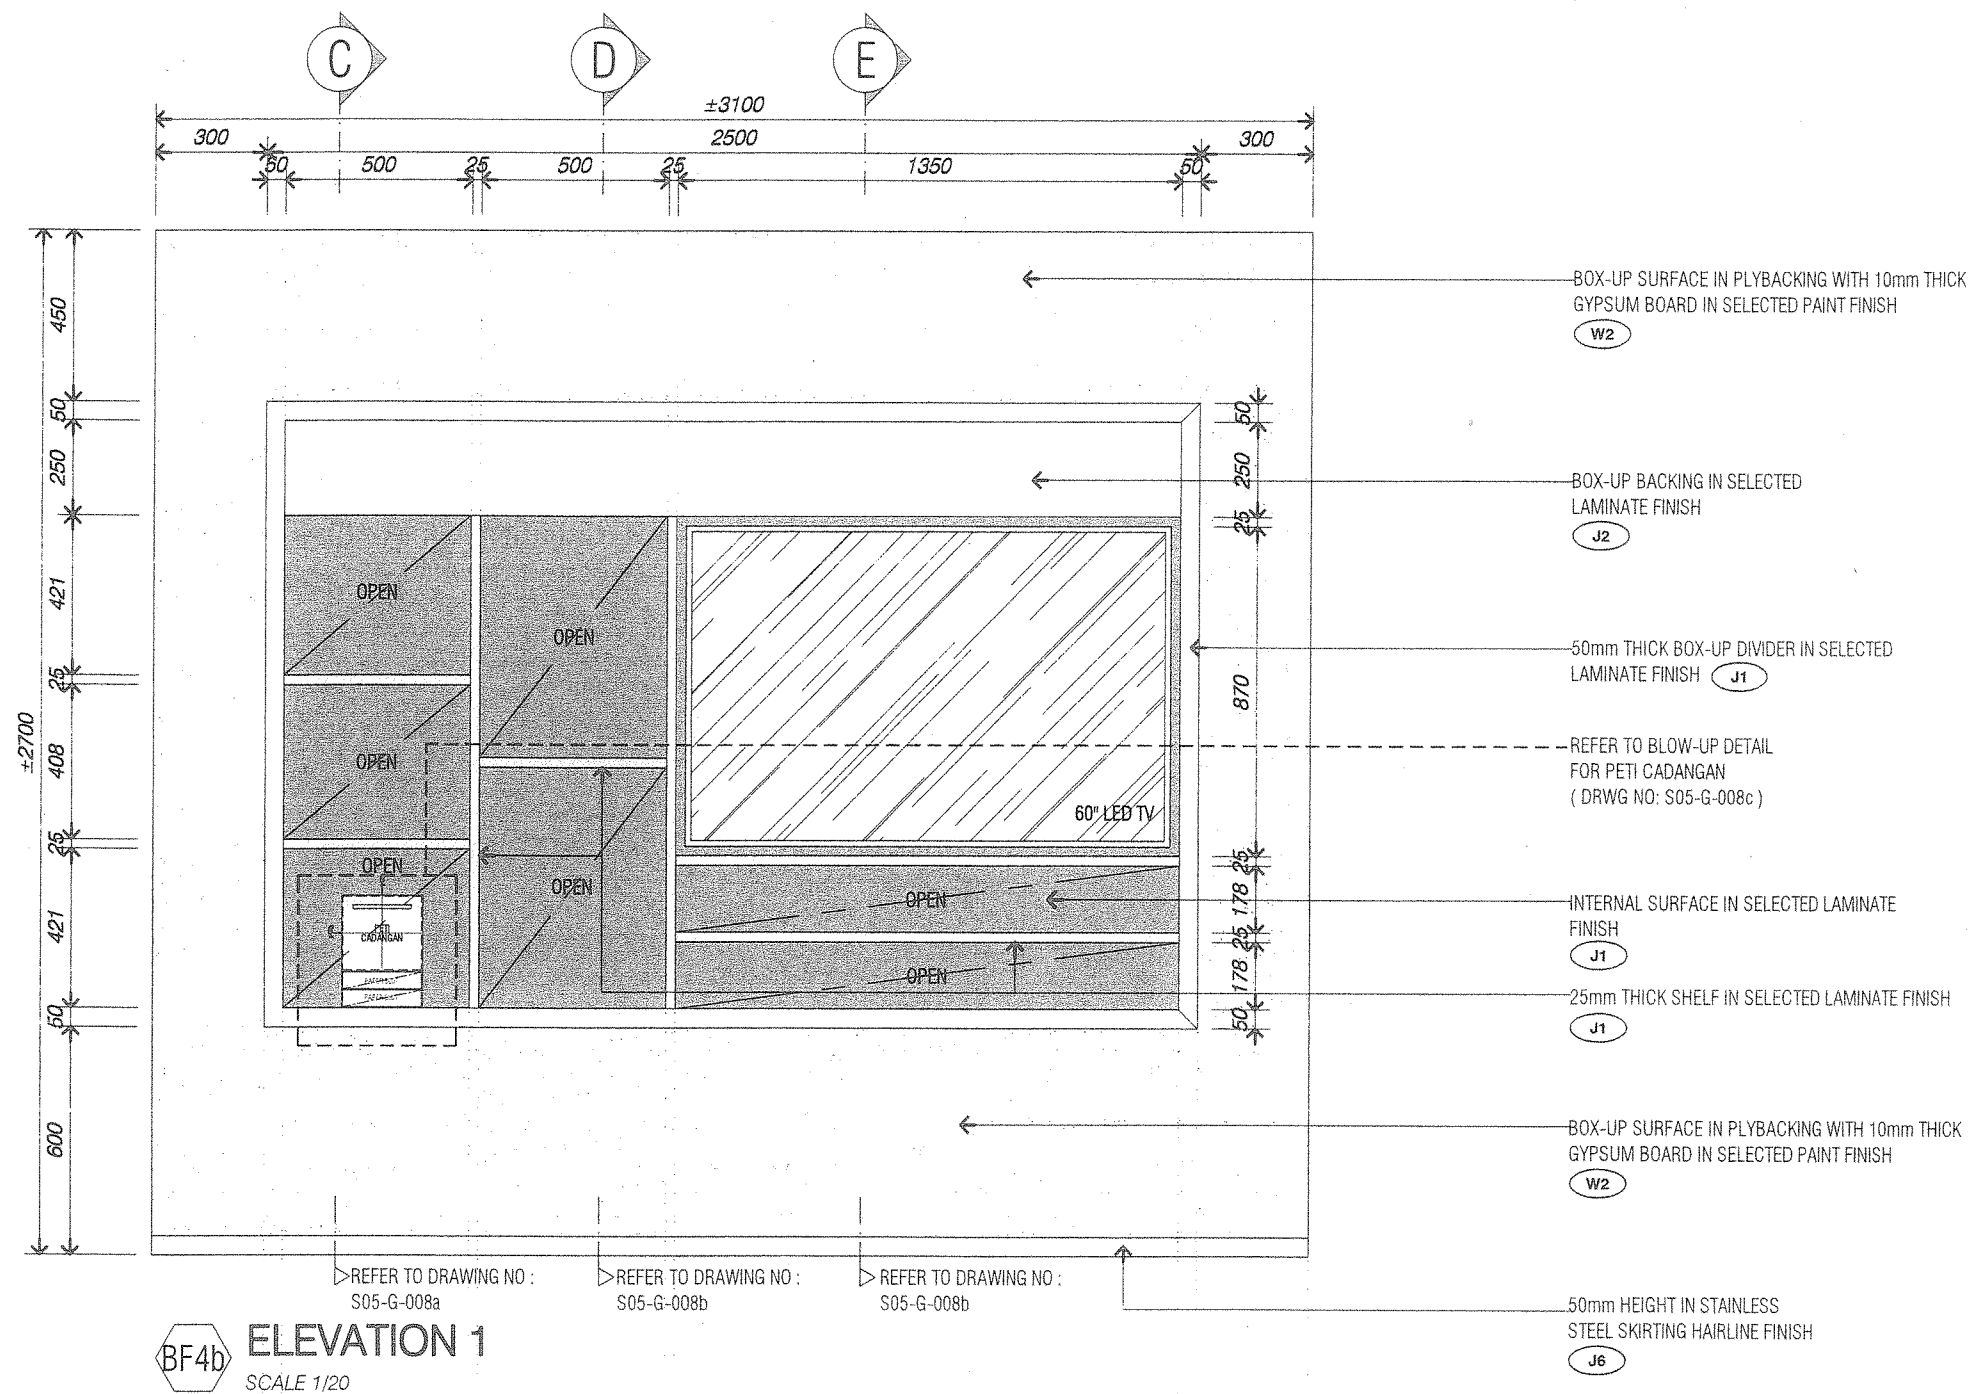 C
D
E
±3100
300
2500
300
50
500
25
500
25
1350
50
±2700
450
50
250
421
25
408
25
421
50
600
50
250
25
870
25
178
25
178
50
OPEN
OPEN
OPEN
OPEN
OPEN
OPEN
OPEN
60" LED TV
PETI
CADANGAN
BOX-UP SURFACE IN PLYBACKING WITH 10mm THICK
GYPSUM BOARD IN SELECTED PAINT FINISH
W2
BOX-UP BACKING IN SELECTED
LAMINATE FINISH
J2
50mm THICK BOX-UP DIVIDER IN SELECTED
LAMINATE FINISH J1
REFER TO BLOW-UP DETAIL
FOR PETI CADANGAN
( DRWG NO: S05-G-008c )
INTERNAL SURFACE IN SELECTED LAMINATE
FINISH
J1
25mm THICK SHELF IN SELECTED LAMINATE FINISH
J1
BOX-UP SURFACE IN PLYBACKING WITH 10mm THICK
GYPSUM BOARD IN SELECTED PAINT FINISH
W2
50mm HEIGHT IN STAINLESS
STEEL SKIRTING HAIRLINE FINISH
J6
REFER TO DRAWING NO :
S05-G-008a
REFER TO DRAWING NO :
S05-G-008b
REFER TO DRAWING NO :
S05-G-008b
BF4b
ELEVATION 1
SCALE 1/20